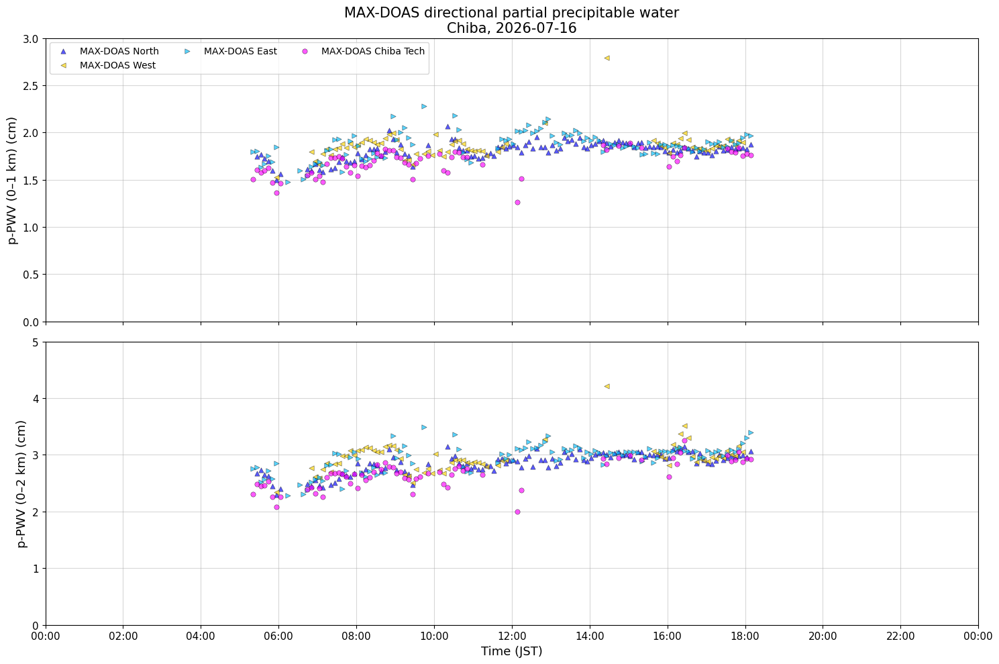 MAX-DOAS directional partial precipitable water
Chiba, 2026-07-16
MAX-DOAS North
MAX-DOAS West
MAX-DOAS East
MAX-DOAS Chiba Tech
p-PWV (0–1 km) (cm)
3.0
2.5
2.0
1.5
1.0
0.5
0.0
p-PWV (0–2 km) (cm)
5
4
3
2
1
0
00:00 02:00 04:00 06:00 08:00 10:00 12:00 14:00 16:00 18:00 20:00 22:00 00:00
Time (JST)